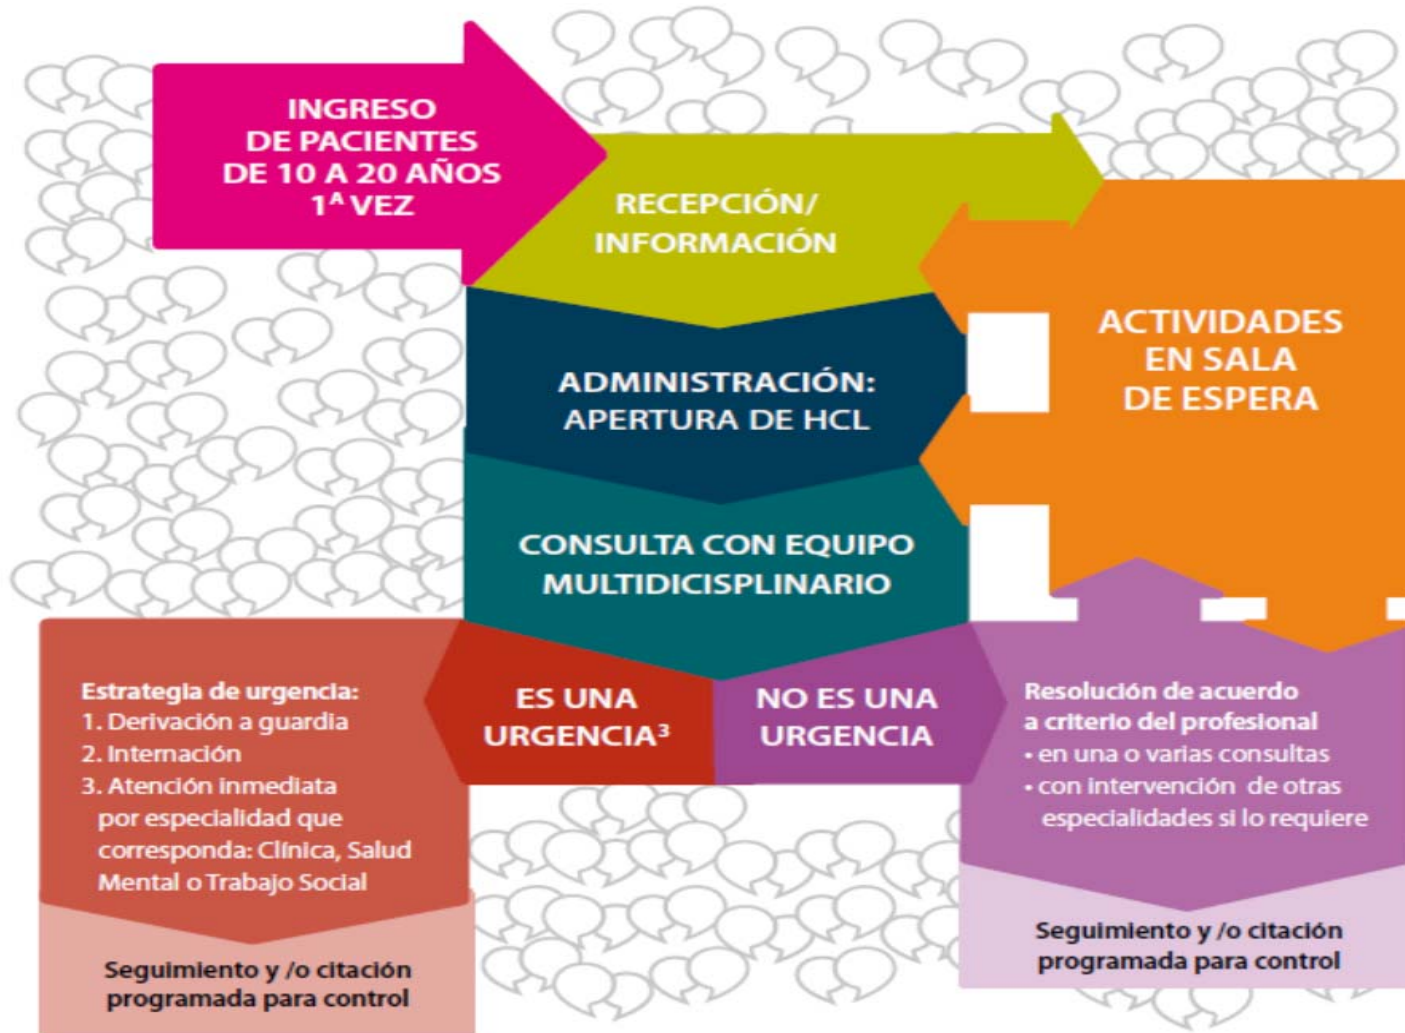 INGRESO
DE PACIENTES
DE 10 A 20 AÑOS
1ᴬ VEZ
RECEPCIÓN/
INFORMACIÓN
ACTIVIDADES
EN SALA
DE ESPERA
ADMINISTRACIÓN:
APERTURA DE HCL
CONSULTA CON EQUIPO
MULTIDICISPLINARIO
ES UNA
URGENCIA³
NO ES UNA
URGENCIA
Estrategia de urgencia:
1. Derivación a guardia
2. Internación
3. Atención inmediata
por especialidad que
corresponda: Clínica, Salud
Mental o Trabajo Social
Seguimiento y /o citación
programada para control
Resolución de acuerdo
a criterio del profesional
• en una o varias consultas
• con intervención de otras
especialidades si lo requiere
Seguimiento y /o citación
programada para control